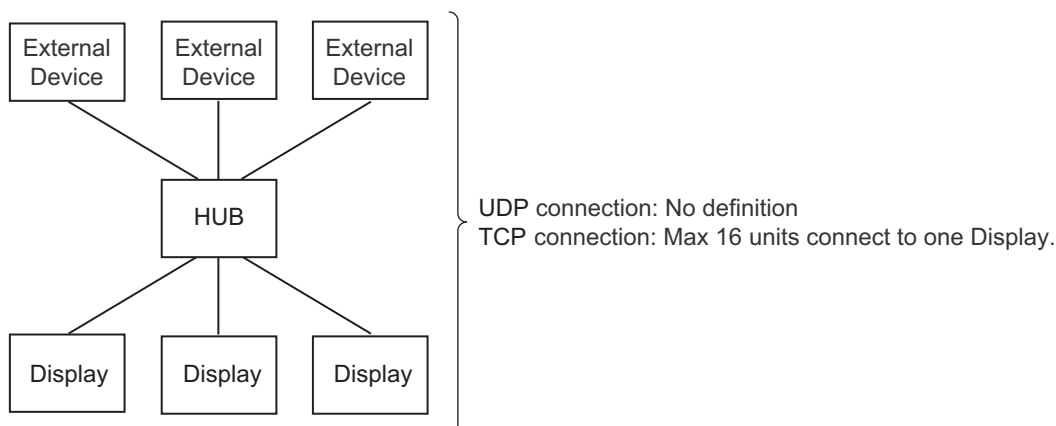 External
Device
External
Device
External
Device
HUB
UDP connection: No definition
TCP connection: Max 16 units connect to one Display.
Display
Display
Display